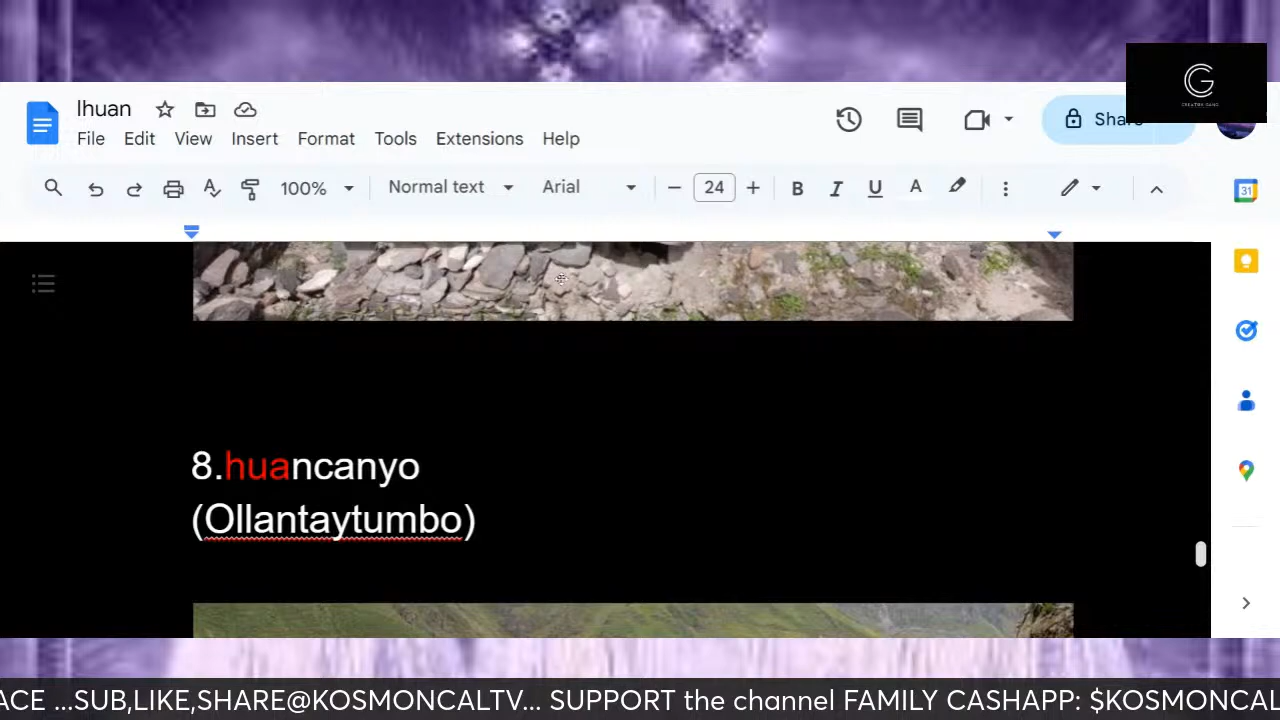 lhuan
Share
File Edit View Insert Format Tools Extensions Help
100% Normal text Arial 24 B I U A
31
8.huancanyo
(Ollantaytumbo)
ACE ...SUB,LIKE,SHARE@KOSMONCALTV... SUPPORT the channel FAMILY CASHAPP: $KOSMONCAL